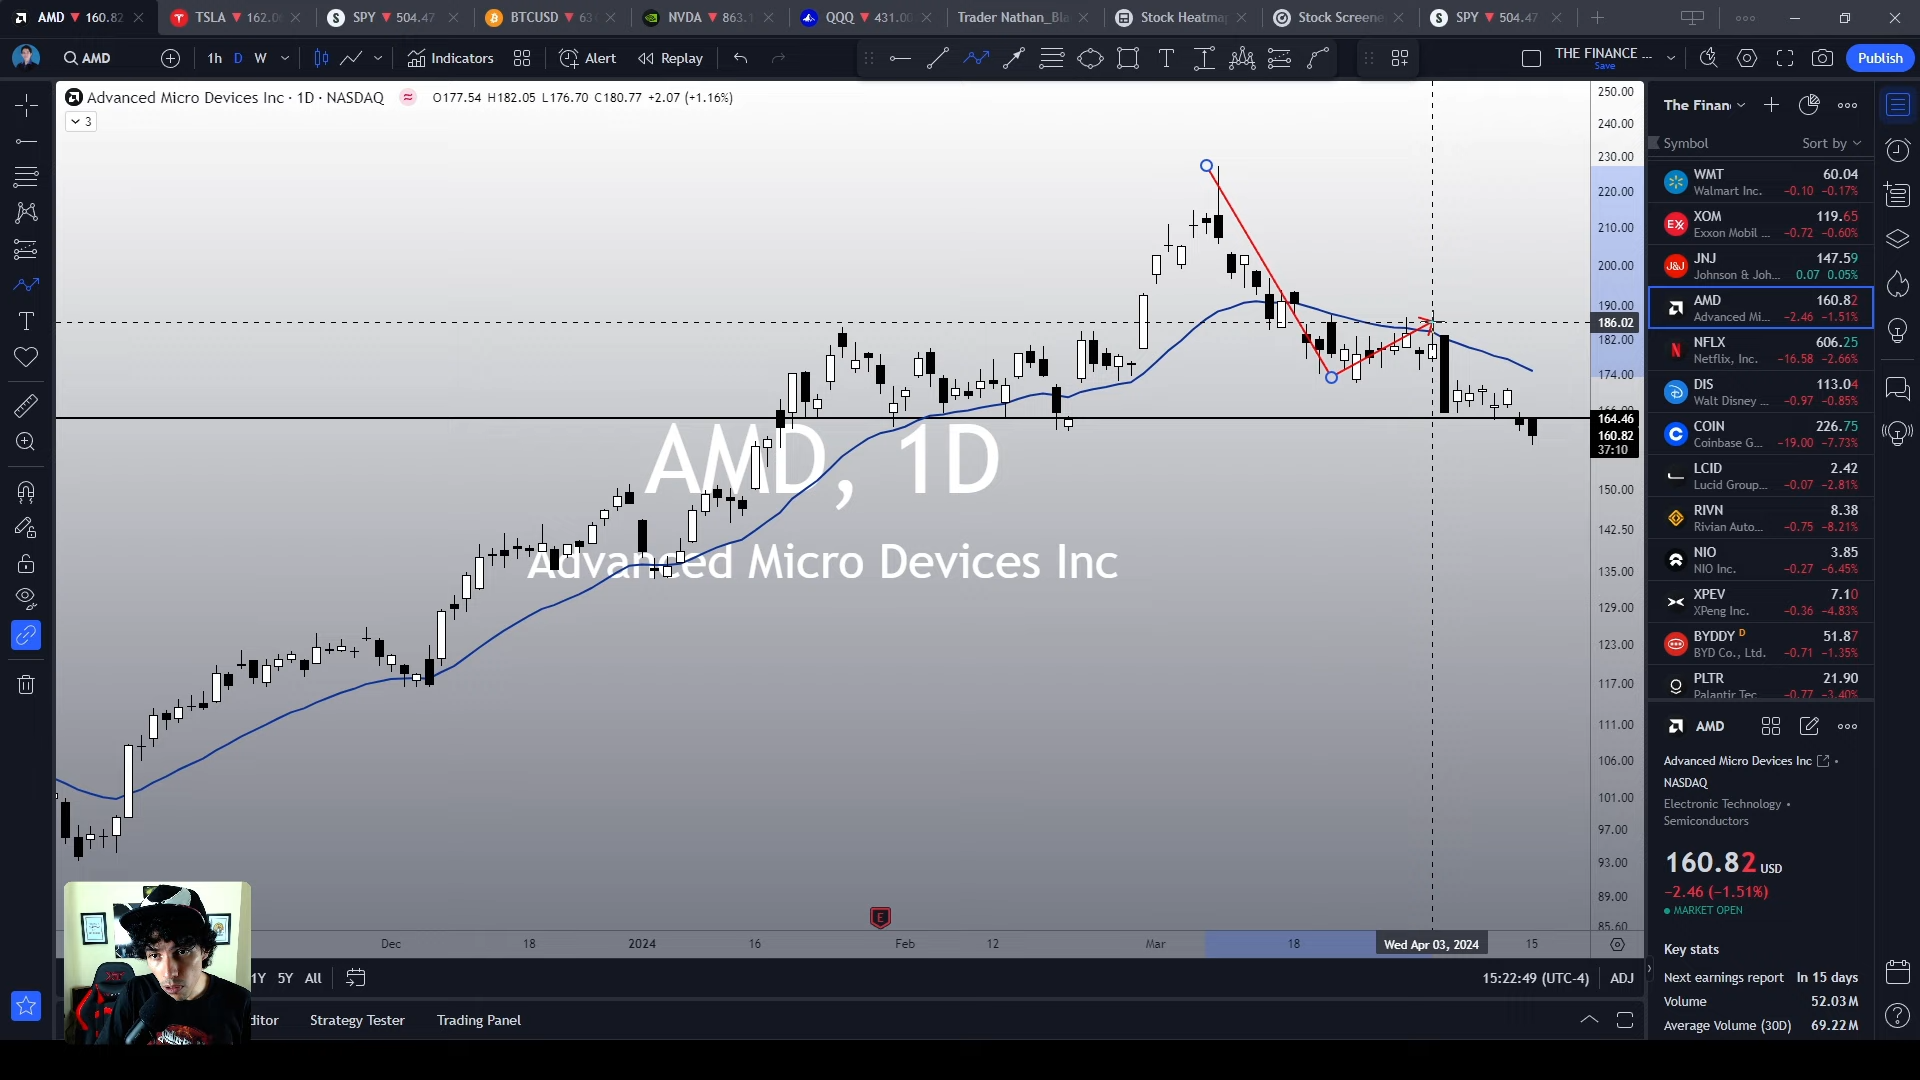 AMD ▼ 160.82
TSLA ▼ 162.0
SPY ▼ 504.47
BTCUSD ▼ 63
NVDA ▼ 863.1
QQQ ▼ 431.00
Trader Nathan_Bla
Stock Heatmap
Stock Screene
SPY ▼ 504.47
AMD
1h D W
Indicators
Alert
Replay
THE FINANCE ...
Save
Publish
Advanced Micro Devices Inc · 1D · NASDAQ
O177.54 H182.05 L176.70 C180.77 +2.07 (+1.16%)
3
250.00
240.00
230.00
220.00
210.00
200.00
190.00
186.02
182.00
174.00
164.46
160.82
37:10
150.00
142.50
135.00
129.00
123.00
117.00
111.00
106.00
101.00
97.00
93.00
89.00
85.60
AMD, 1D
Advanced Micro Devices Inc
E
Dec 18 2024 16 Feb 12 Mar 18 Wed Apr 03, 2024 15
1Y 5Y All
15:22:49 (UTC-4) ADJ
ditor
Strategy Tester
Trading Panel
The Finan
Symbol Sort by
WMT 60.04
Walmart Inc. −0.10 −0.17%
XOM 119.65
Exxon Mobil ... −0.72 −0.60%
JNJ 147.59
Johnson & Joh... 0.07 0.05%
AMD 160.82
Advanced Mi... −2.46 −1.51%
NFLX 606.25
Netflix, Inc. −16.58 −2.66%
DIS 113.04
Walt Disney ... −0.97 −0.85%
COIN 226.75
Coinbase G... −19.00 −7.73%
LCID 2.42
Lucid Group... −0.07 −2.81%
RIVN 8.38
Rivian Auto... −0.75 −8.21%
NIO 3.85
NIO Inc. −0.27 −6.45%
XPEV 7.10
XPeng Inc. −0.36 −4.83%
BYDDY D 51.87
BYD Co., Ltd. −0.71 −1.35%
PLTR 21.90
Palantir Tec −0.77 −3.40%
AMD
Advanced Micro Devices Inc •
NASDAQ
Electronic Technology •
Semiconductors
160.82 USD
−2.46 (−1.51%)
MARKET OPEN
Key stats
Next earnings report In 15 days
Volume 52.03M
Average Volume (30D) 69.22M